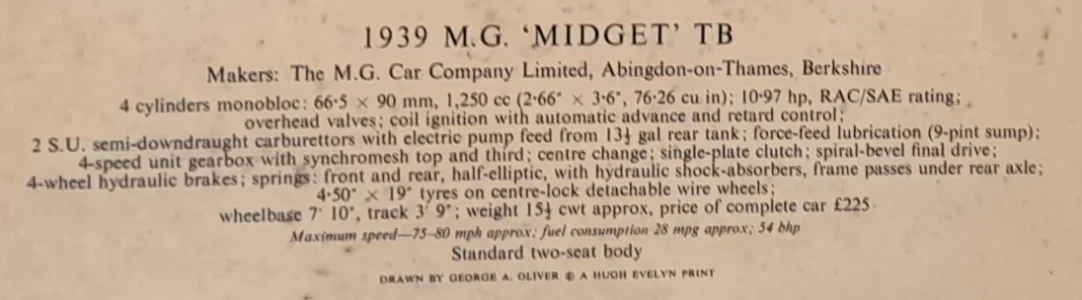 1939 M.G. 'MIDGET' TB
Makers: The M.G. Car Company Limited, Abingdon-on-Thames, Berkshire
4 cylinders monobloc: 66·5 × 90 mm, 1,250 cc (2·66″ × 3·6″, 76·26 cu in); 10·97 hp, RAC/SAE rating;
overhead valves; coil ignition with automatic advance and retard control;
2 S.U. semi-downdraught carburettors with electric pump feed from 13½ gal rear tank; force-feed lubrication (9-pint sump);
4-speed unit gearbox with synchromesh top and third; centre change; single-plate clutch; spiral-bevel final drive;
4-wheel hydraulic brakes; springs: front and rear, half-elliptic, with hydraulic shock-absorbers, frame passes under rear axle;
4·50″ × 19″ tyres on centre-lock detachable wire wheels;
wheelbase 7′ 10″, track 3′ 9″; weight 15½ cwt approx, price of complete car £225
Maximum speed—75-80 mph approx; fuel consumption 28 mpg approx; 54 bhp
Standard two-seat body
DRAWN BY GEORGE A. OLIVER © A HUGH EVELYN PRINT